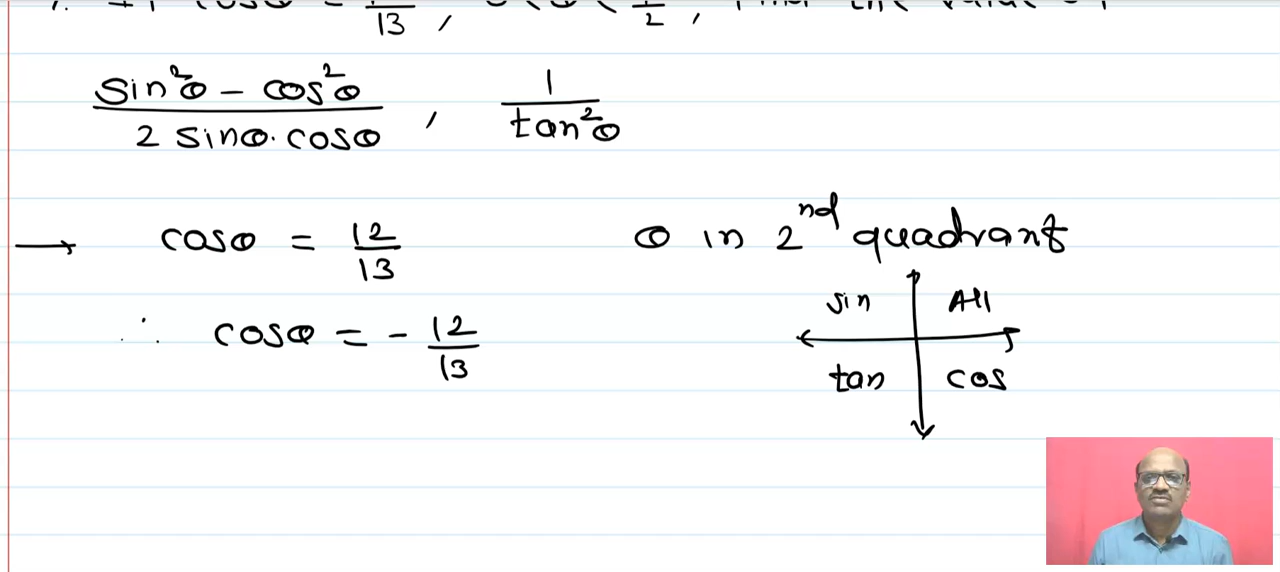 13 , 2 ,
sin²θ − cos²θ / 2 sinθ·cosθ , 1 / tan²θ
→ cosθ = 12/13 θ in 2nd quadrant
sin All
∴ cosθ = − 12/13
tan cos